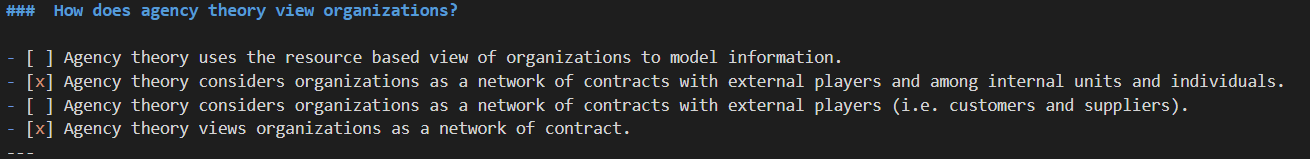 ###  How does agency theory view organizations?
- [ ] Agency theory uses the resource based view of organizations to model information.
- [x] Agency theory considers organizations as a network of contracts with external players and among internal units and individuals.
- [ ] Agency theory considers organizations as a network of contracts with external players (i.e. customers and suppliers).
- [x] Agency theory views organizations as a network of contract.
---